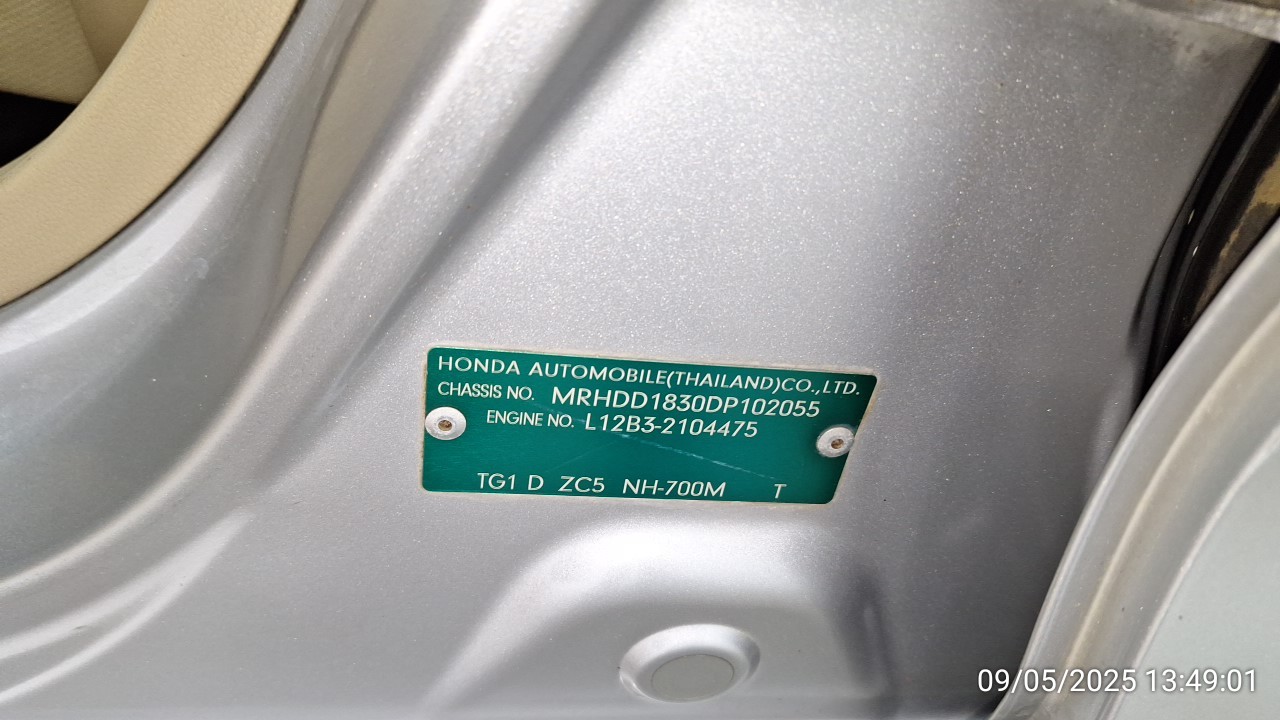 HONDA AUTOMOBILE(THAILAND)CO.,LTD.
CHASSIS NO. MRHDD1830DP102055
ENGINE NO. L12B3-2104475
TG1 D ZC5 NH-700M T
09/05/2025 13:49:01